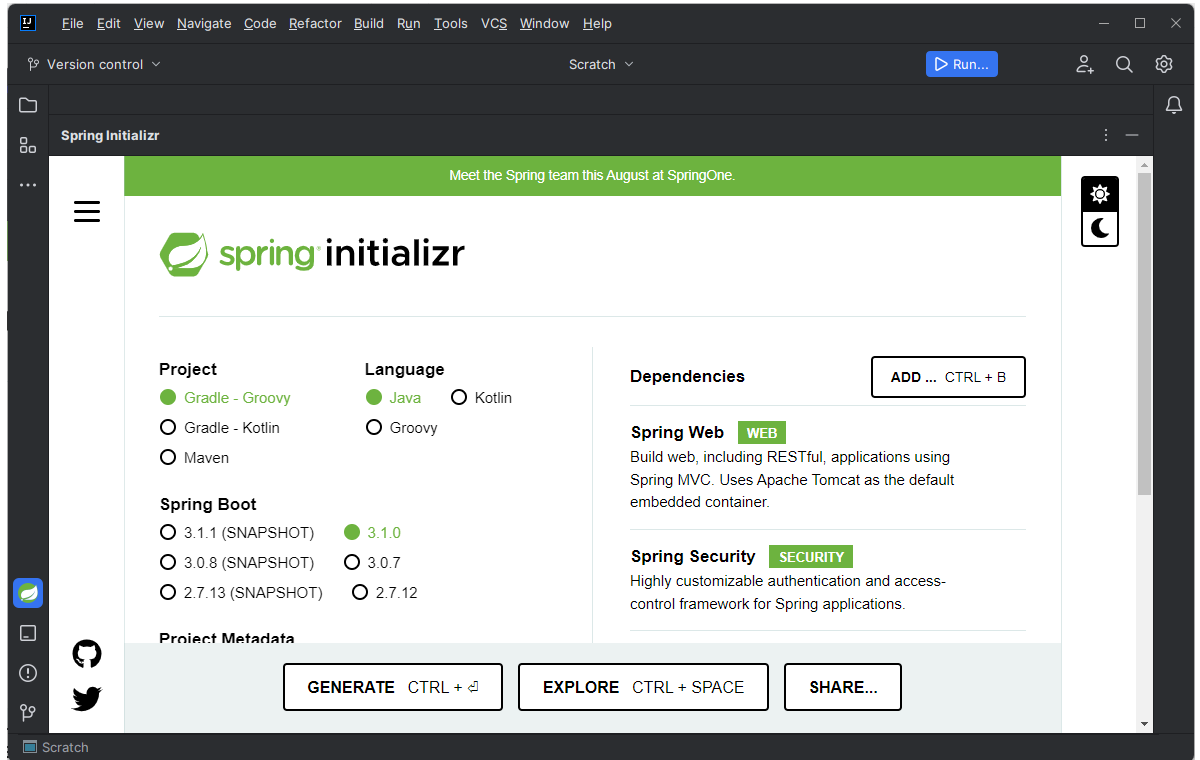 File Edit View Navigate Code Refactor Build Run Tools VCS Window Help
Version control Scratch Run...
Spring Initializr
Meet the Spring team this August at SpringOne.
spring initializr
Project
Gradle - Groovy
Gradle - Kotlin
Maven
Language
Java Kotlin
Groovy
Spring Boot
3.1.1 (SNAPSHOT) 3.1.0
3.0.8 (SNAPSHOT) 3.0.7
2.7.13 (SNAPSHOT) 2.7.12
Project Metadata
Dependencies ADD ... CTRL + B
Spring Web WEB
Build web, including RESTful, applications using
Spring MVC. Uses Apache Tomcat as the default
embedded container.
Spring Security SECURITY
Highly customizable authentication and access-
control framework for Spring applications.
GENERATE CTRL + ⏎ EXPLORE CTRL + SPACE SHARE...
Scratch